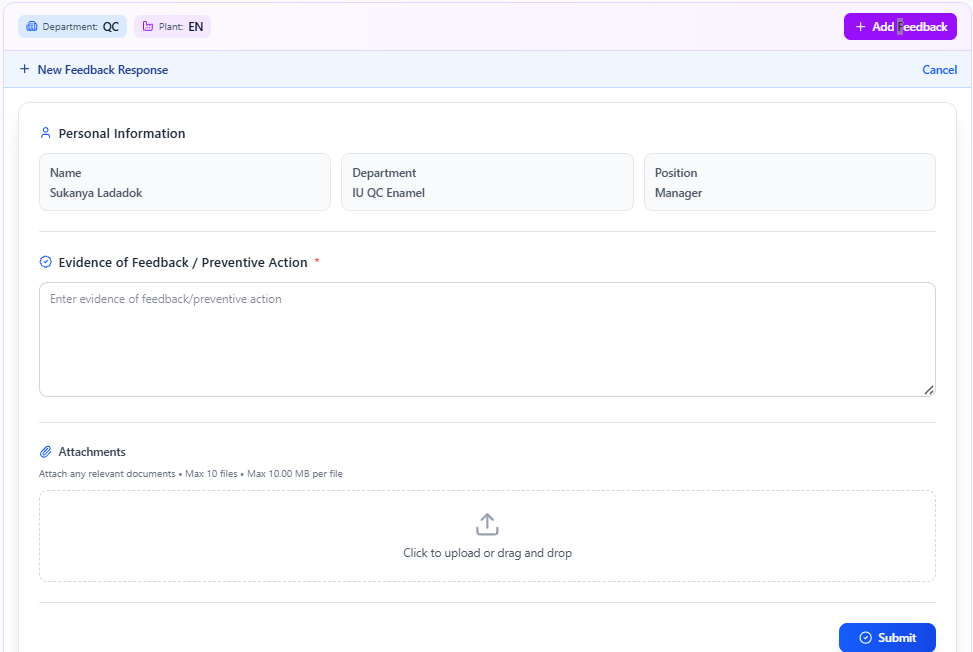 Department: QC Plant: EN + Add Feedback
+ New Feedback Response Cancel
Personal Information
Name Department Position
Sukanya Ladadok IU QC Enamel Manager
Evidence of Feedback / Preventive Action *
Enter evidence of feedback/preventive action
Attachments
Attach any relevant documents • Max 10 files • Max 10.00 MB per file
Click to upload or drag and drop
Submit